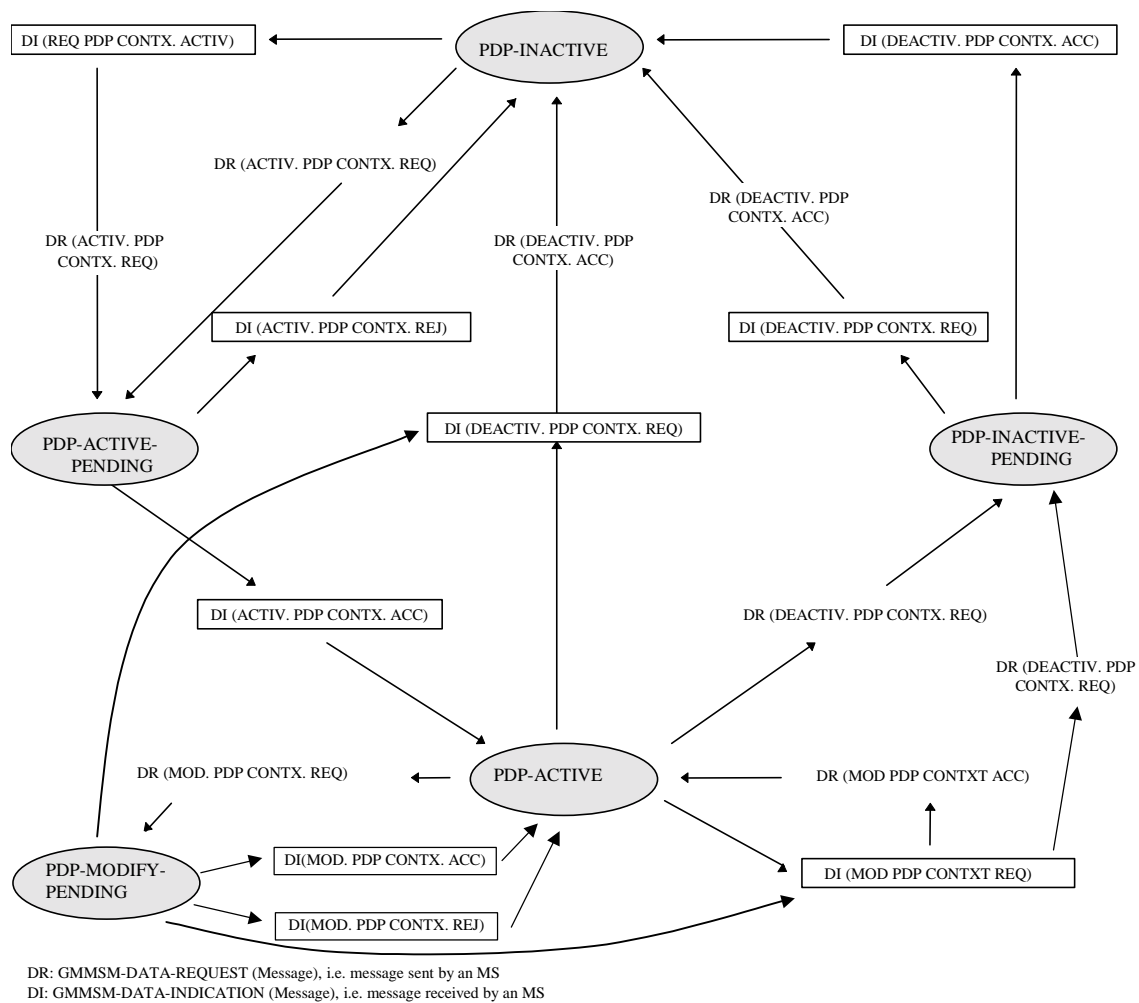 DI (REQ PDP CONTX. ACTIV)
PDP-INACTIVE
DI (DEACTIV. PDP CONTX. ACC)
DR (ACTIV. PDP CONTX. REQ)
DR (DEACTIV. PDP
CONTX. ACC)
DR (ACTIV. PDP
CONTX. REQ)
DR (DEACTIV. PDP
CONTX. ACC)
DI (ACTIV. PDP CONTX. REJ)
DI (DEACTIV. PDP CONTX. REQ)
PDP-ACTIVE-
PENDING
DI (DEACTIV. PDP CONTX. REQ)
PDP-INACTIVE-
PENDING
DI (ACTIV. PDP CONTX. ACC)
DR (DEACTIV. PDP CONTX. REQ)
DR (DEACTIV. PDP
CONTX. REQ)
DR (MOD. PDP CONTX. REQ)
PDP-ACTIVE
DR (MOD PDP CONTXT ACC)
PDP-MODIFY-
PENDING
DI(MOD. PDP CONTX. ACC)
DI (MOD PDP CONTXT REQ)
DI(MOD. PDP CONTX. REJ)
DR: GMMSM-DATA-REQUEST (Message), i.e. message sent by an MS
DI: GMMSM-DATA-INDICATION (Message), i.e. message received by an MS